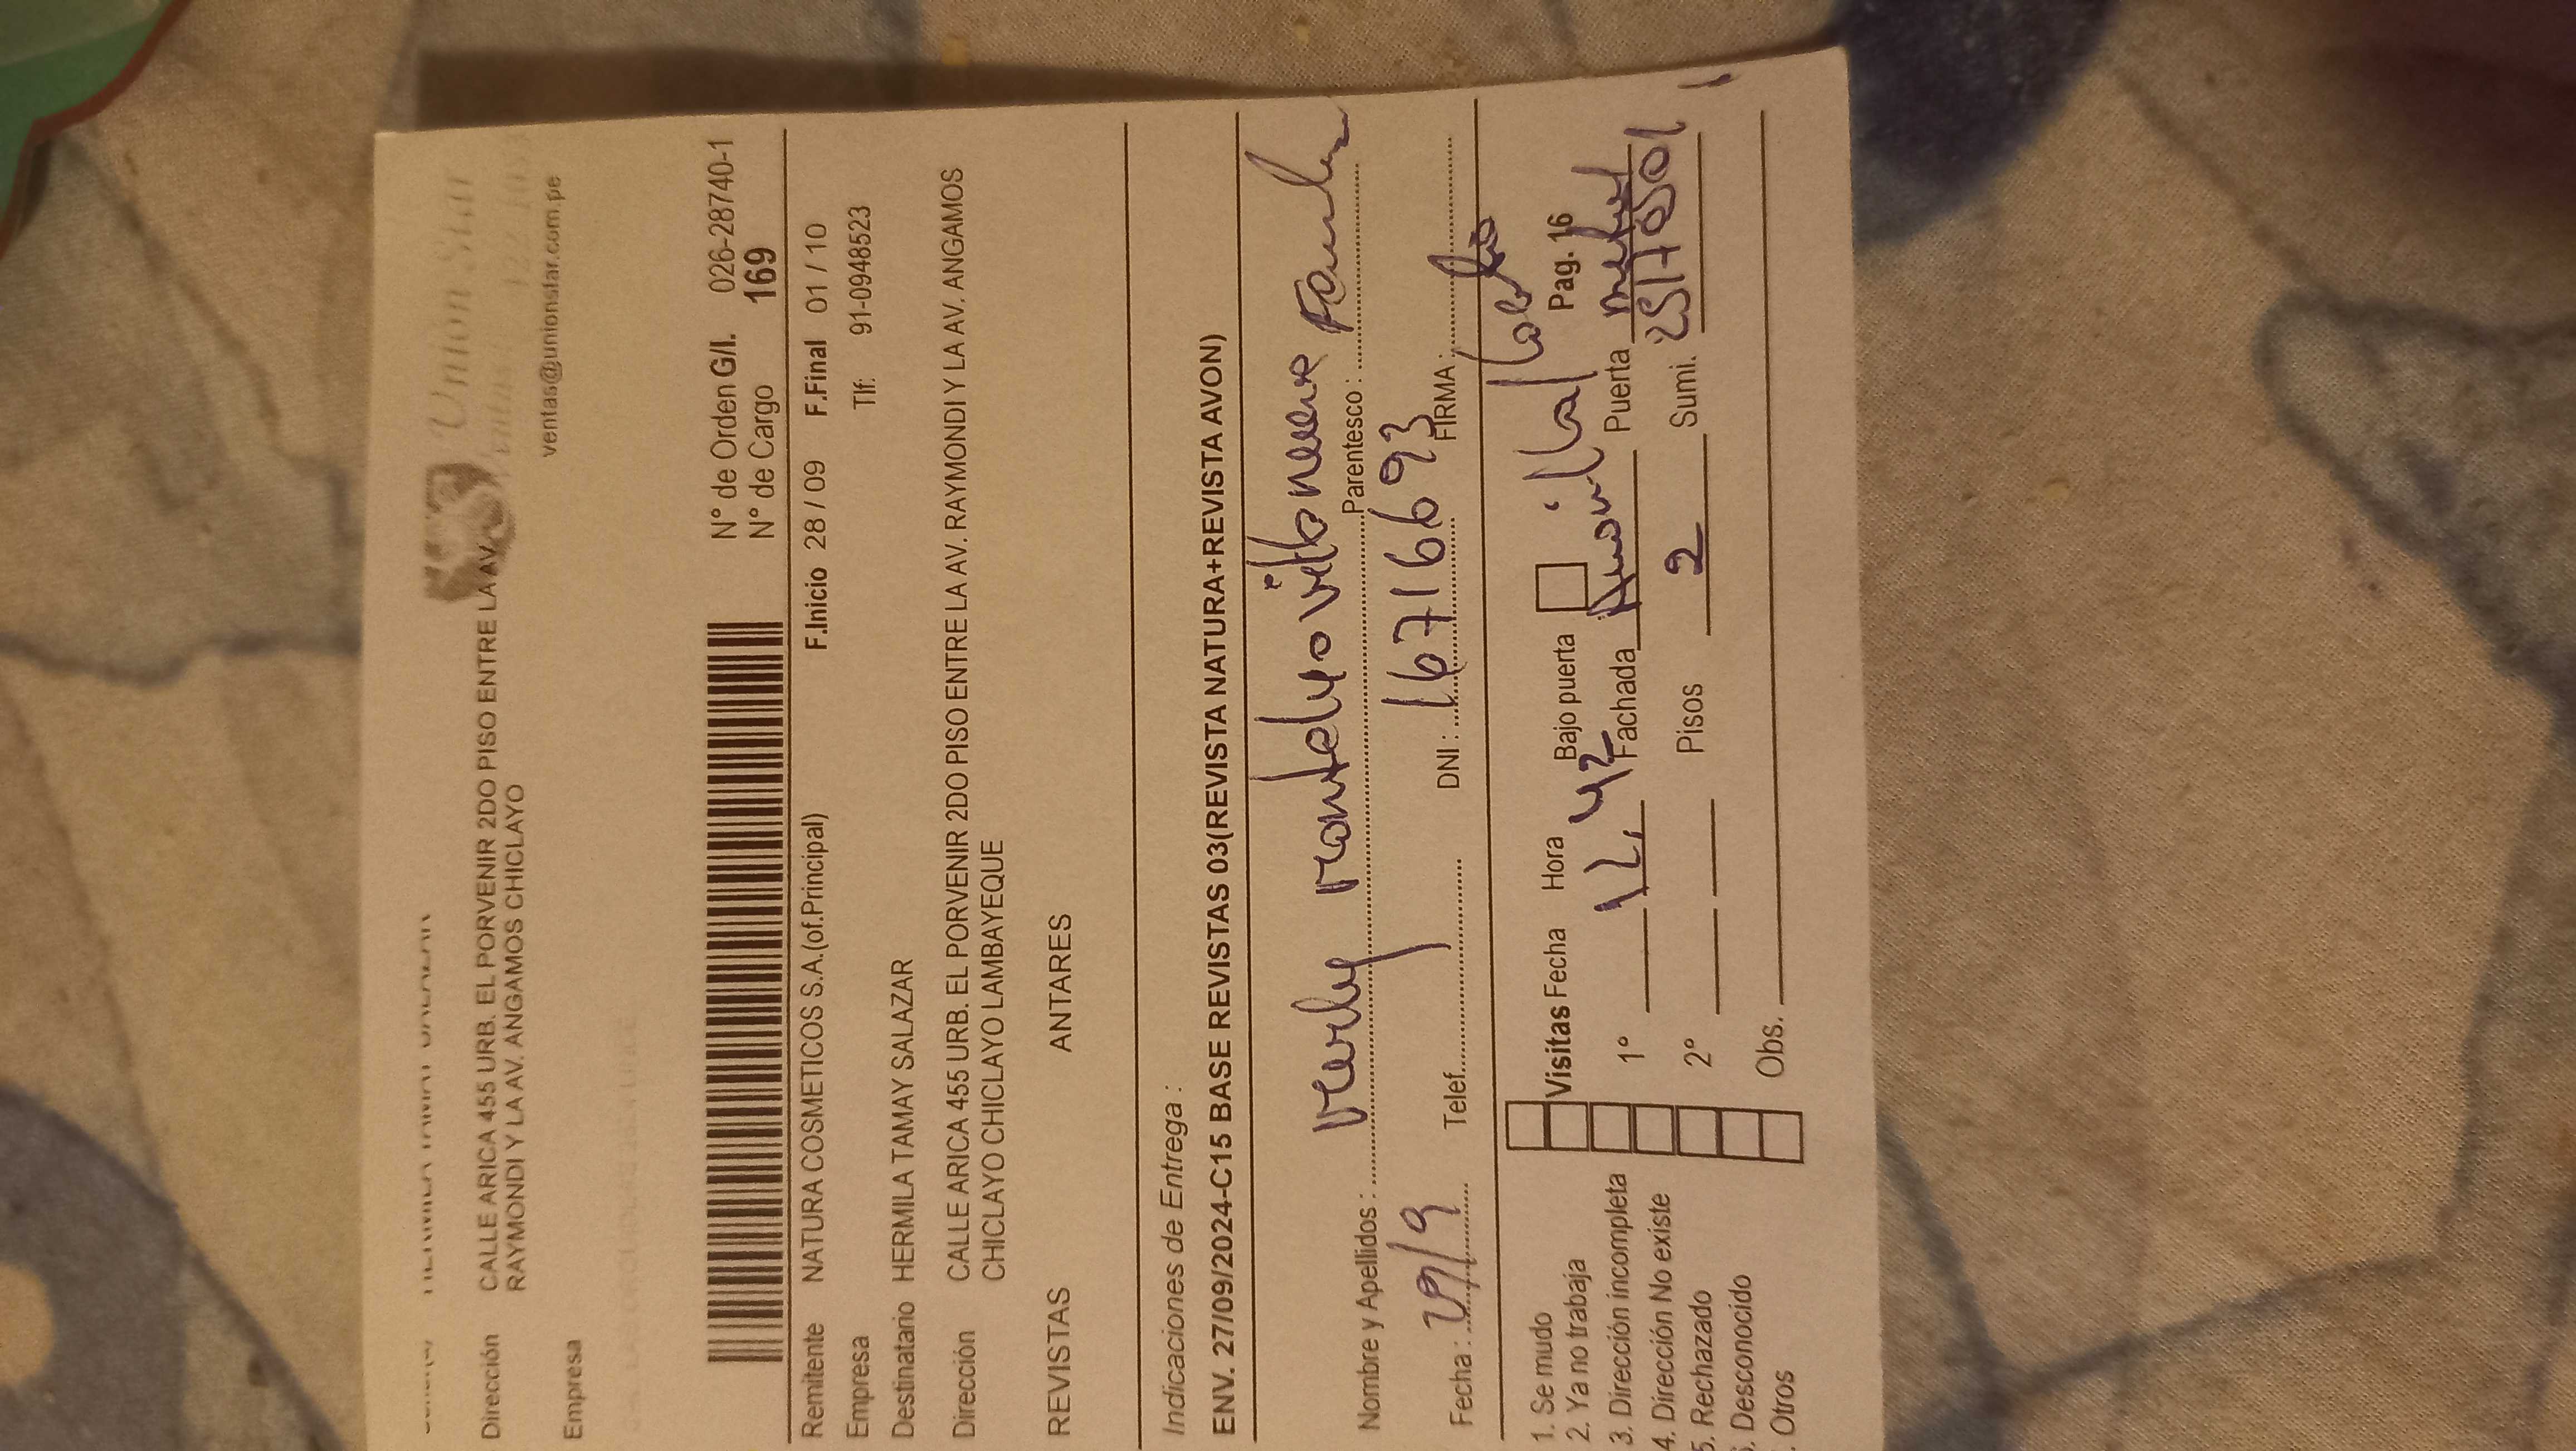 Union Star
ventas@unionstar.com.pe
Dirección CALLE ARICA 455 URB. EL PORVENIR 2DO PISO ENTRE LA AV.
RAYMONDI Y LA AV. ANGAMOS CHICLAYO
Empresa
N° de Orden G/I. 026-28740-1
N° de Cargo 169
Remitente NATURA COSMETICOS S.A.(of.Principal) F.Inicio 28 / 09 F.Final 01 / 10
Empresa Tlf: 91-0948523
Destinatario HERMILA TAMAY SALAZAR
Dirección CALLE ARICA 455 URB. EL PORVENIR 2DO PISO ENTRE LA AV. RAYMONDI Y LA AV. ANGAMOS
CHICLAYO CHICLAYO CHICLAYO LAMBAYEQUE
REVISTAS ANTARES
Indicaciones de Entrega :
ENV. 27/09/2024-C15 BASE REVISTAS 03(REVISTA NATURA+REVISTA AVON)
Nombre y Apellidos : Parentesco :
Fecha : Telef. DNI : 16716693 FIRMA :
1. Se mudo
2. Ya no trabaja Visitas Fecha Hora Bajo puerta Pag. 16
3. Dirección incompleta 1° 12,42 Fachada Puerta
4. Dirección No existe
5. Rechazado 2° Pisos 2 Sumi.
. Desconocido
. Otros Obs.